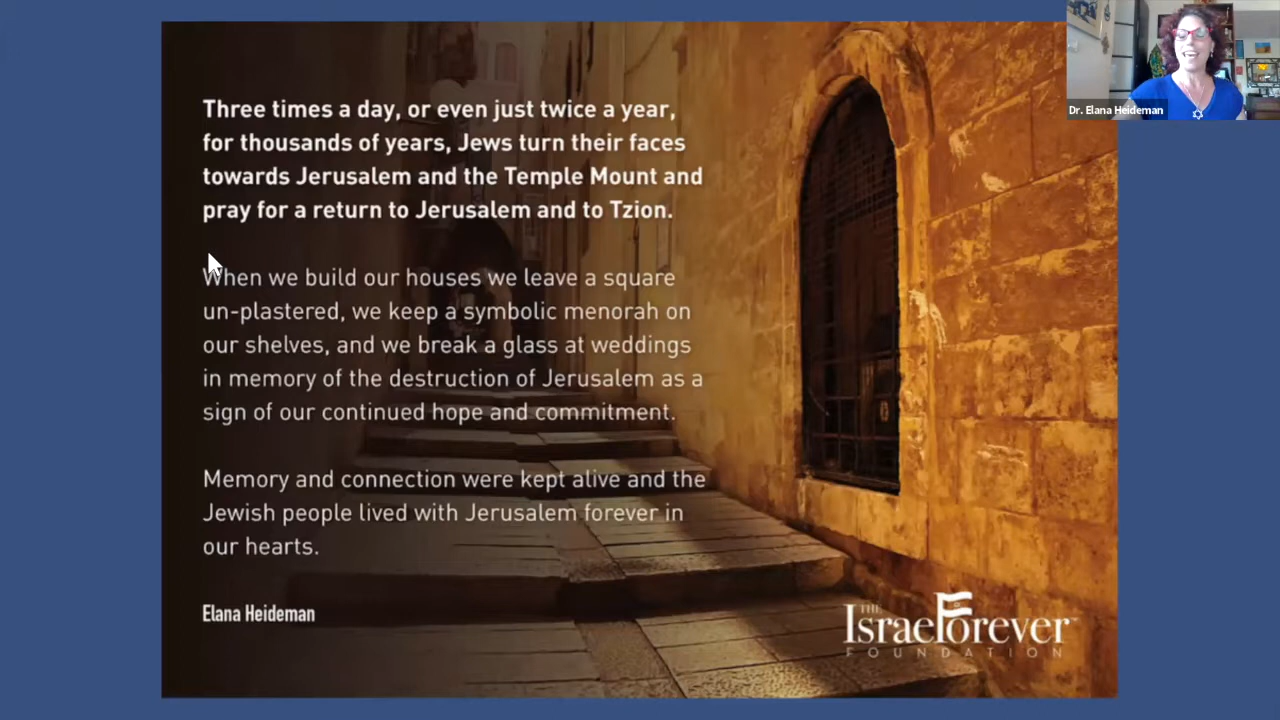 Three times a day, or even just twice a year,
for thousands of years, Jews turn their faces
towards Jerusalem and the Temple Mount and
pray for a return to Jerusalem and to Tzion.
When we build our houses we leave a square
un-plastered, we keep a symbolic menorah on
our shelves, and we break a glass at weddings
in memory of the destruction of Jerusalem as a
sign of our continued hope and commitment.
Memory and connection were kept alive and the
Jewish people lived with Jerusalem forever in
our hearts.
Elana Heideman
THE
IsraelForever
FOUNDATION
Dr. Elana Heideman